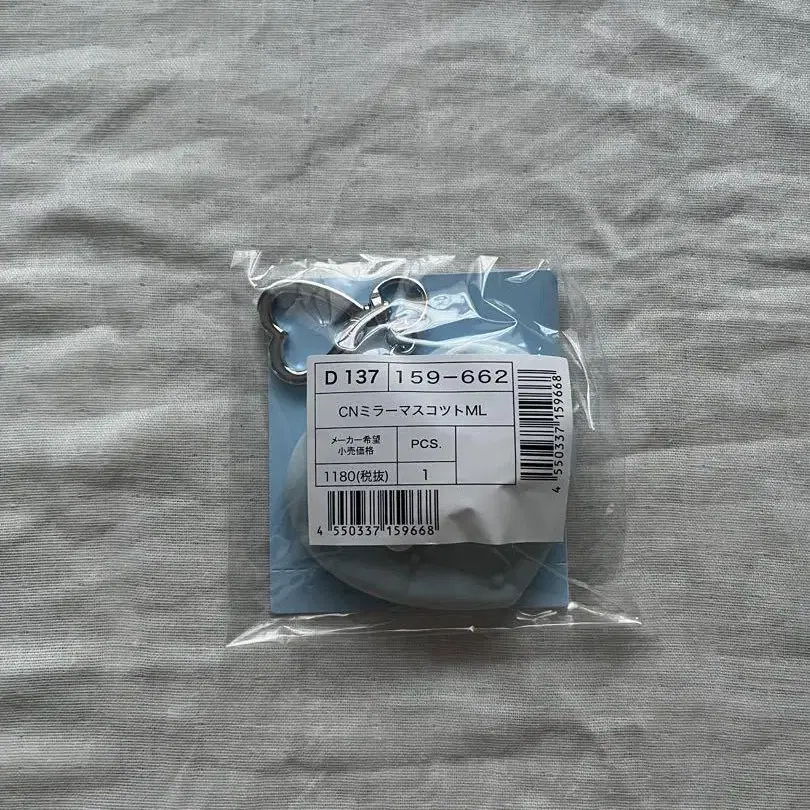 D 137 159-662
CNミラーマスコツトML
メーカー希望
小売価格
PCS.
1180(税抜) 1
4 550337 159668
4 550337 159668